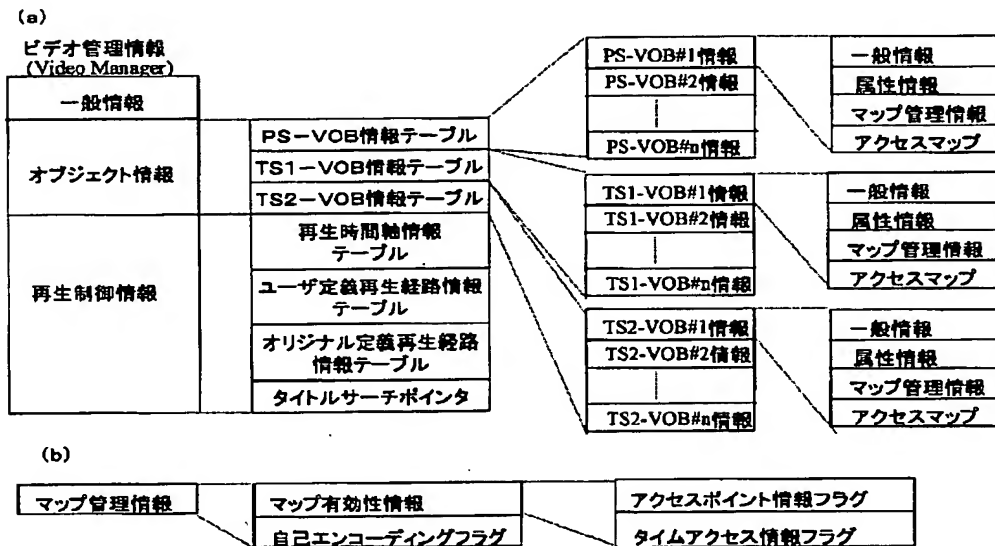 (a)
ビデオ管理情報
(Video Manager)
一般情報
オブジェクト情報
再生制御情報
PS-VOB情報テーブル
TS1-VOB情報テーブル
TS2-VOB情報テーブル
再生時間軸情報
テーブル
ユーザ定義再生経路情報
テーブル
オリジナル定義再生経路
情報テーブル
タイトルサーチポインタ
PS-VOB#1情報
PS-VOB#2情報
PS-VOB#n情報
一般情報
属性情報
マップ管理情報
アクセスマップ
TS1-VOB#1情報
TS1-VOB#2情報
TS1-VOB#n情報
一般情報
属性情報
マップ管理情報
アクセスマップ
TS2-VOB#1情報
TS2-VOB#2情報
TS2-VOB#n情報
一般情報
属性情報
マップ管理情報
アクセスマップ
(b)
マップ管理情報
マップ有効性情報
自己エンコーディングフラグ
アクセスポイント情報フラグ
タイムアクセス情報フラグ